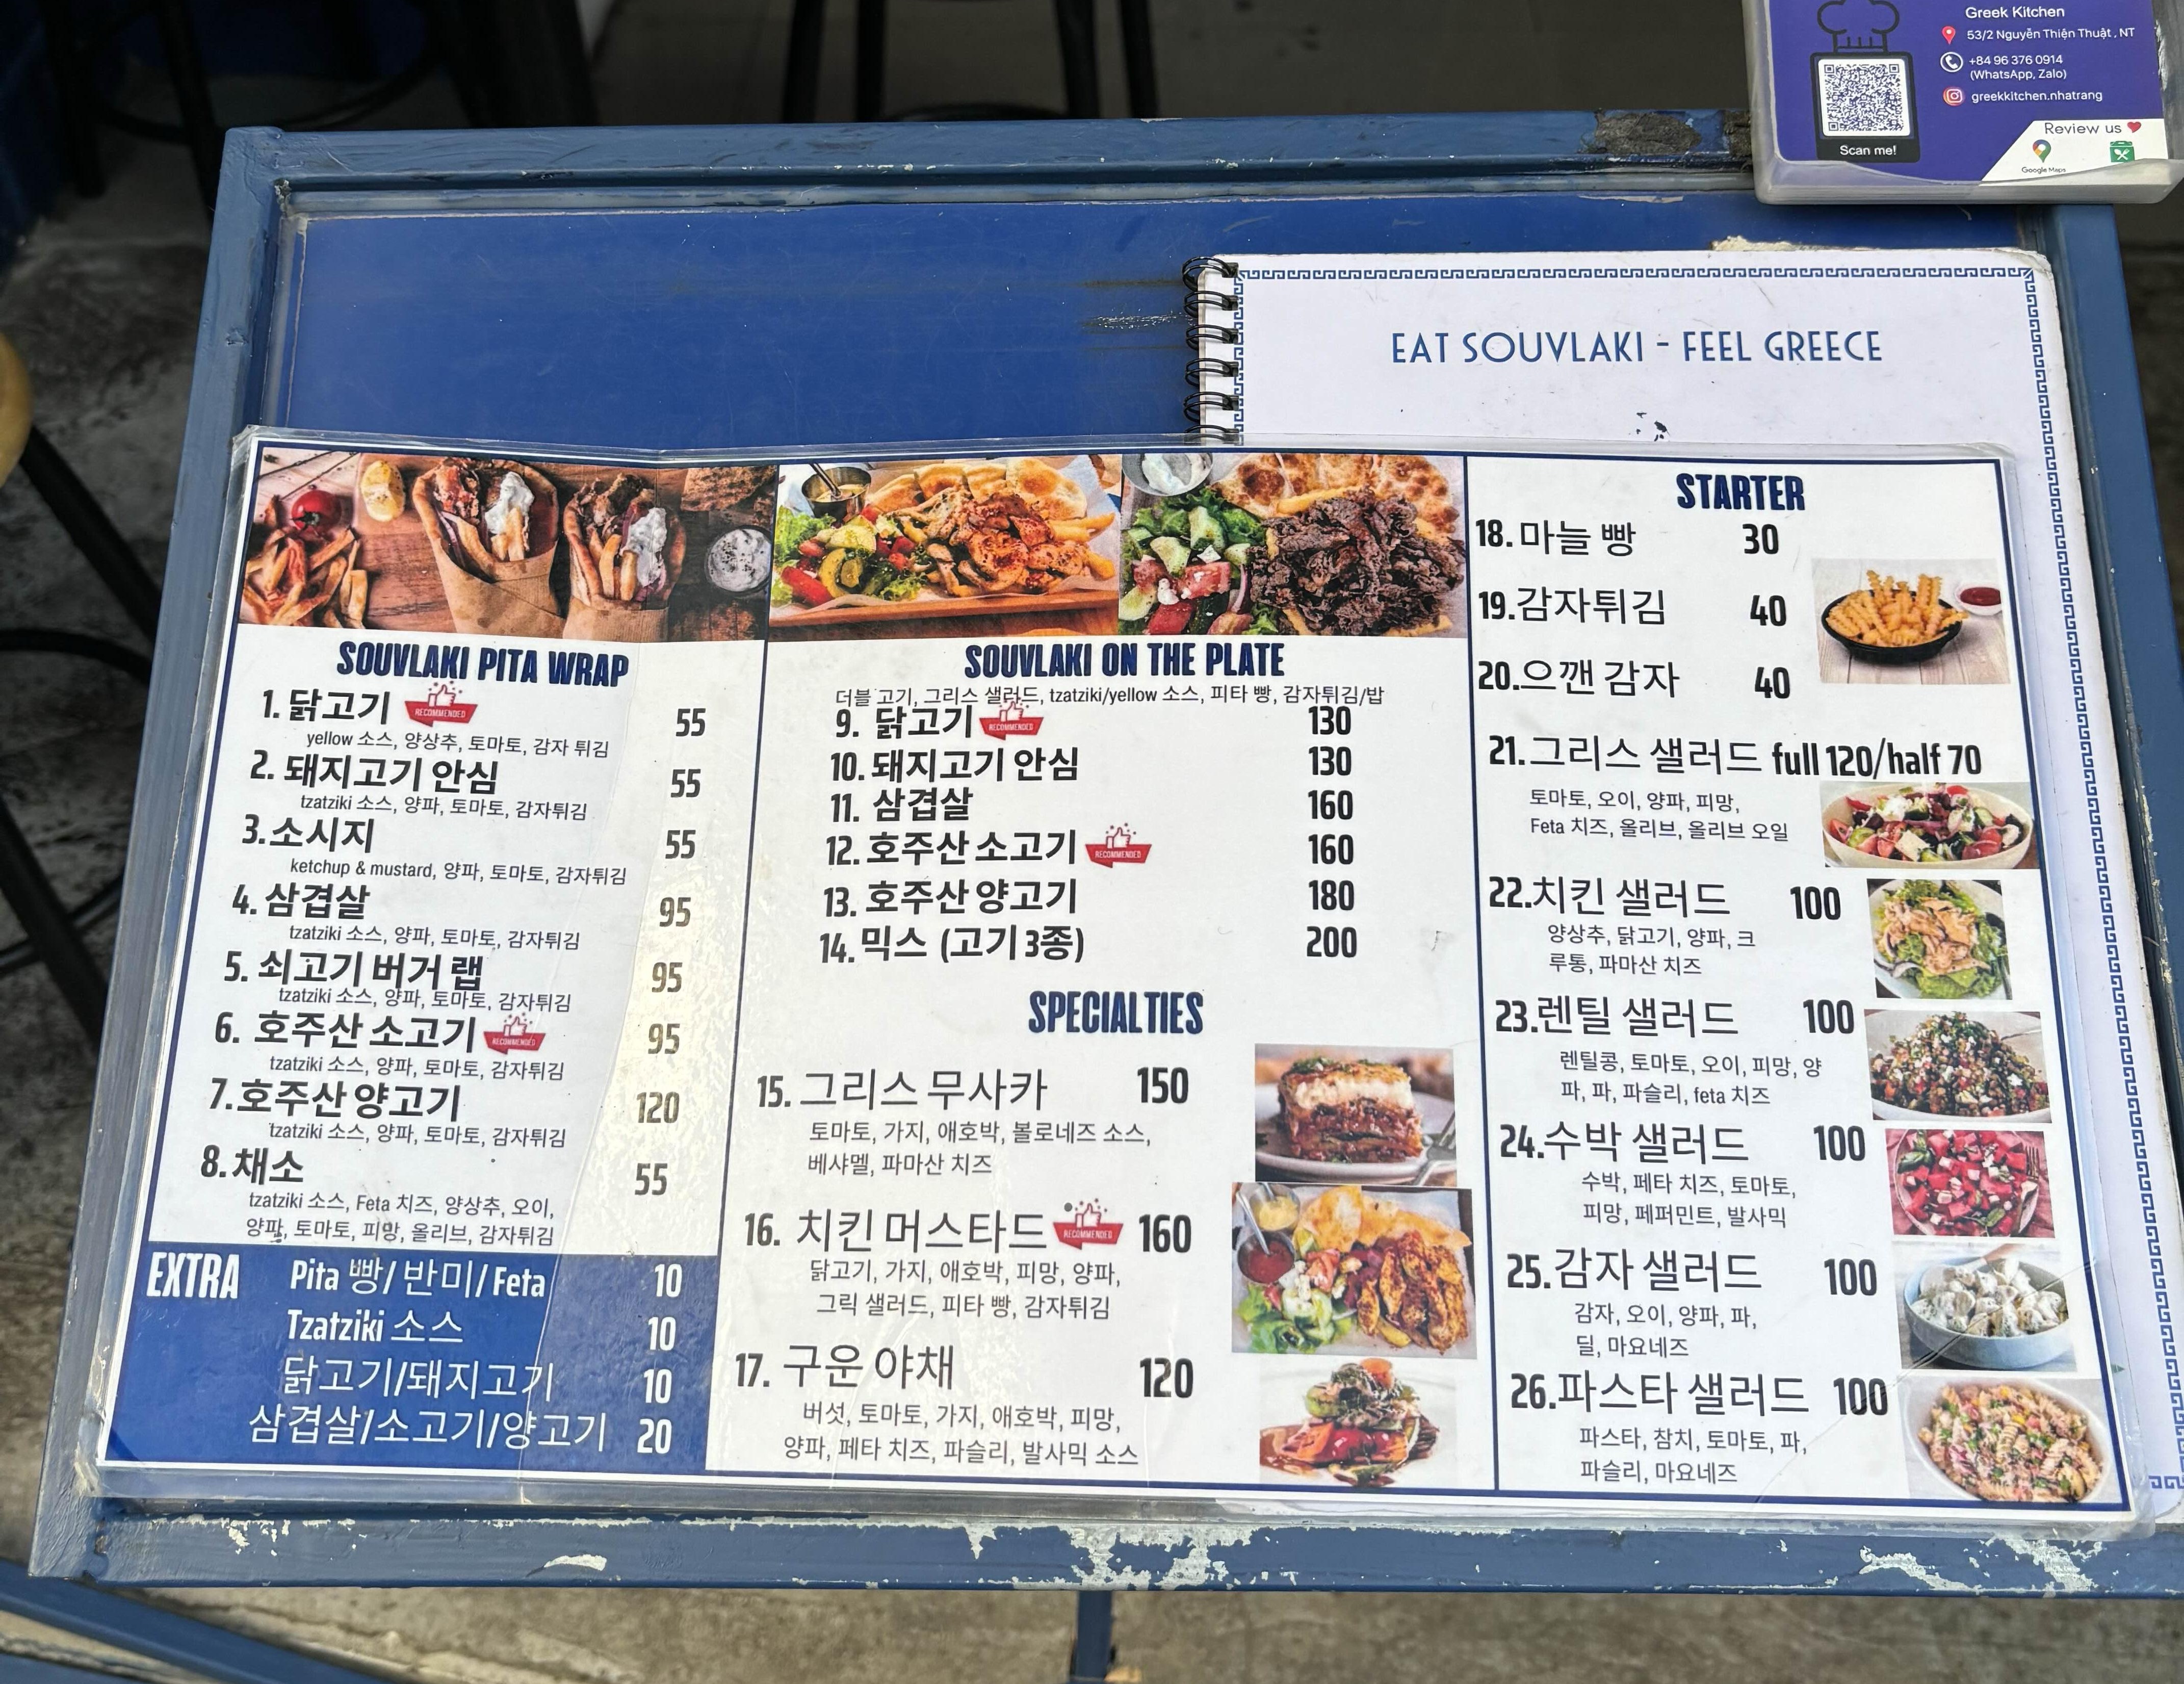 Greek Kitchen
53/2 Nguyễn Thiện Thuật , NT
+84 96 376 0914
(WhatsApp, Zalo)
greekkitchen.nhatrang
Scan me!
Review us
Google Maps
EAT SOUVLAKI - FEEL GREECE
SOUVLAKI PITA WRAP
1. 닭고기 RECOMMENDED 55
yellow 소스, 양상추, 토마토, 감자 튀김
2. 돼지고기 안심 55
tzatziki 소스, 양파, 토마토, 감자튀김
3.소시지 55
ketchup & mustard, 양파, 토마토, 감자튀김
4. 삼겹살 95
tzatziki 소스, 양파, 토마토, 감자튀김
5. 쇠고기 버거 랩 95
tzatziki 소스, 양파, 토마토, 감자튀김
6. 호주산 소고기 RECOMMENDED 95
tzatziki 소스, 양파, 토마토, 감자튀김
7.호주산 양고기 120
tzatziki 소스, 양파, 토마토, 감자튀김
8.채소 55
tzatziki 소스, Feta 치즈, 양상추, 오이,
양파, 토마토, 피망, 올리브, 감자튀김
EXTRA Pita 빵/ 반미/ Feta 10
Tzatziki 소스 10
닭고기/돼지고기 10
삼겹살/소고기/양고기 20
SOUVLAKI ON THE PLATE
더블 고기, 그리스 샐러드, tzatziki/yellow 소스, 피타 빵, 감자튀김/밥
9. 닭고기 RECOMMENDED 130
10. 돼지고기 안심 130
11. 삼겹살 160
12. 호주산 소고기 RECOMMENDED 160
13. 호주산 양고기 180
14. 믹스 (고기 3종) 200
SPECIALTIES
15. 그리스 무사카 150
토마토, 가지, 애호박, 볼로네즈 소스,
베샤멜, 파마산 치즈
16. 치킨 머스타드 RECOMMENDED 160
닭고기, 가지, 애호박, 피망, 양파,
그릭 샐러드, 피타 빵, 감자튀김
17. 구운 야채 120
버섯, 토마토, 가지, 애호박, 피망,
양파, 페타 치즈, 파슬리, 발사믹 소스
STARTER
18. 마늘 빵 30
19.감자튀김 40
20.으깬 감자 40
21.그리스 샐러드 full 120/half 70
토마토, 오이, 양파, 피망,
Feta 치즈, 올리브, 올리브 오일
22.치킨 샐러드 100
양상추, 닭고기, 양파, 크
루통, 파마산 치즈
23.렌틸 샐러드 100
렌틸콩, 토마토, 오이, 피망, 양
파, 파, 파슬리, feta 치즈
24.수박 샐러드 100
수박, 페타 치즈, 토마토,
피망, 페퍼민트, 발사믹
25.감자 샐러드 100
감자, 오이, 양파, 파,
딜, 마요네즈
26.파스타 샐러드 100
파스타, 참치, 토마토, 파,
파슬리, 마요네즈